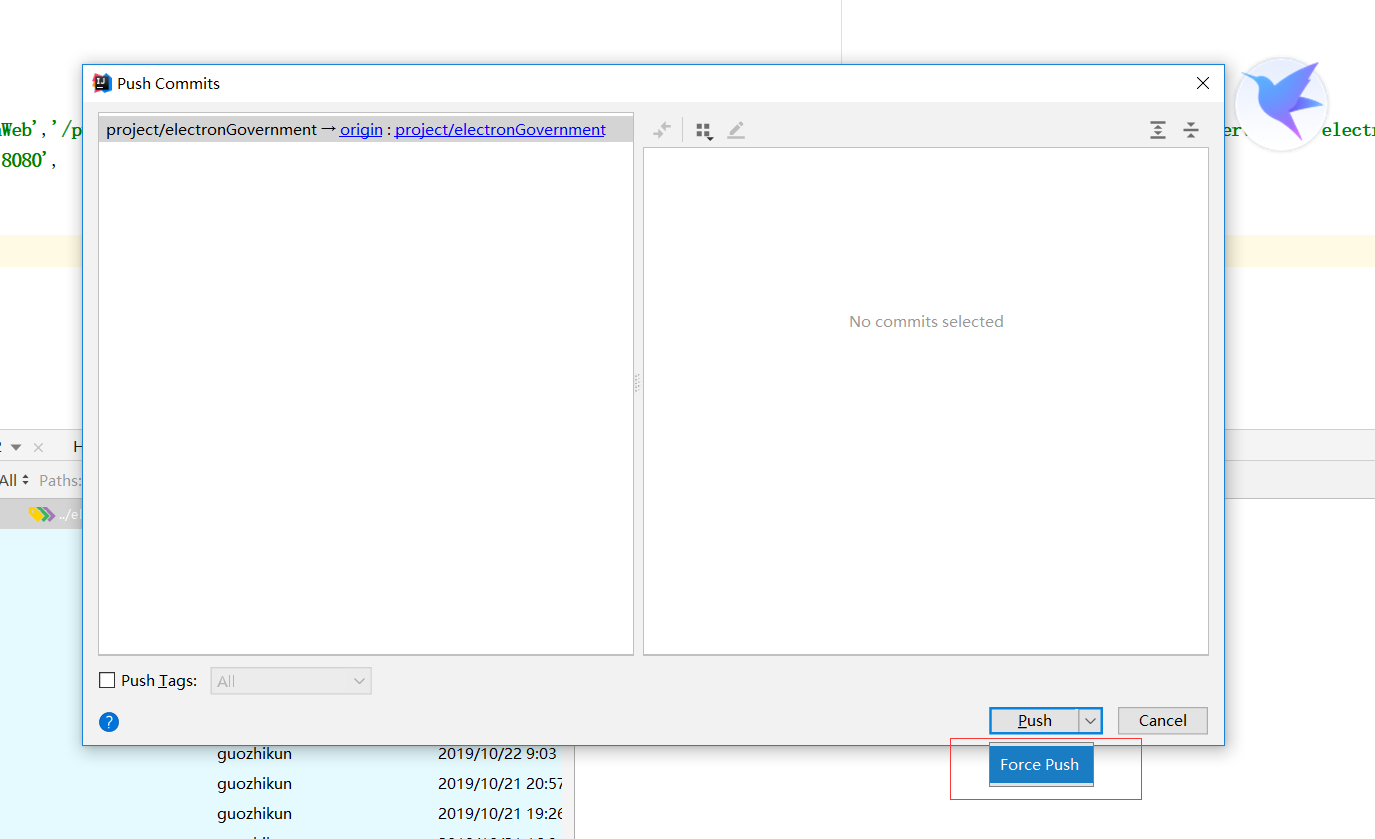 Push Commits
Web','/p
8080',
electr
project/electronGovernment → origin : project/electronGovernment
No commits selected
All Paths:
Push Tags: All
Push Cancel
Force Push
guozhikun 2019/10/22 9:03
guozhikun 2019/10/21 20:57
guozhikun 2019/10/21 19:26